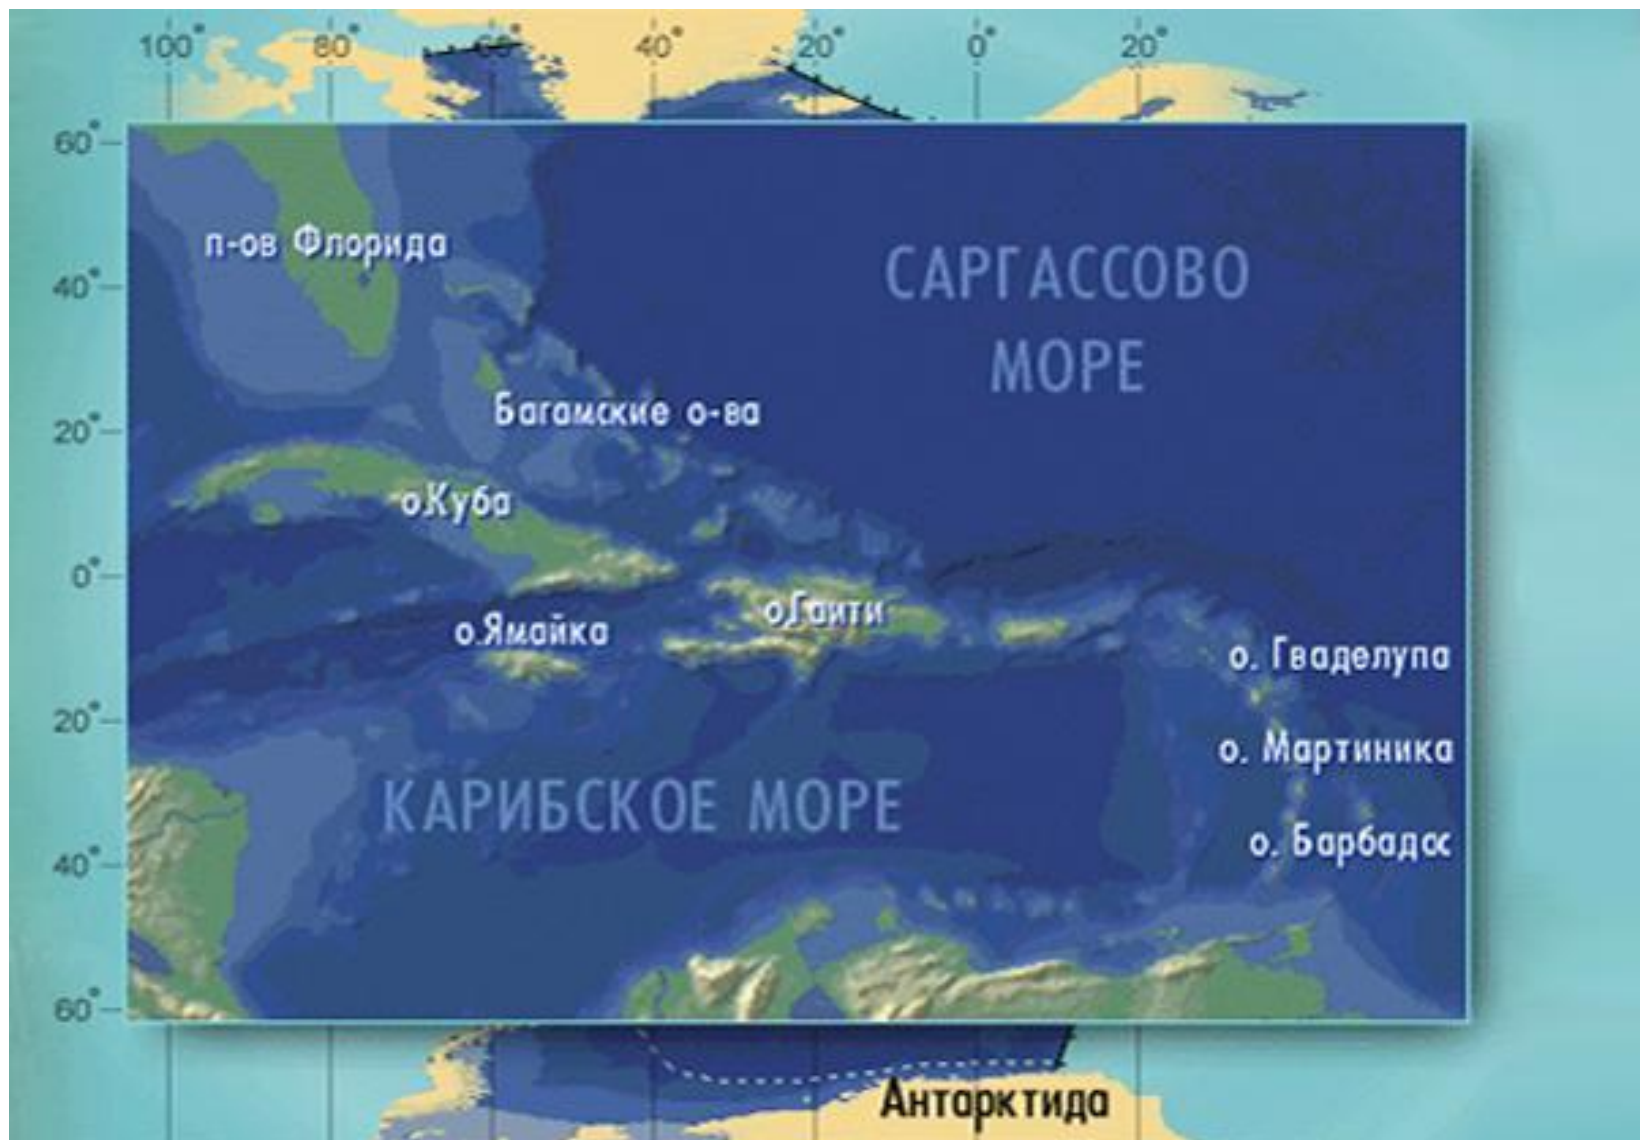 100° 80° 60° 40° 20° 0° 20°
60°
п-ов Флорида
САРГАССОВО
40°
МОРЕ
Багамские о-ва
20°
о.Куба
0°
о.Гаити
о.Ямайка
о. Гваделупа
20°
о. Мартиника
КАРИБСКОЕ МОРЕ
о. Барбадос
40°
60°
Антарктида